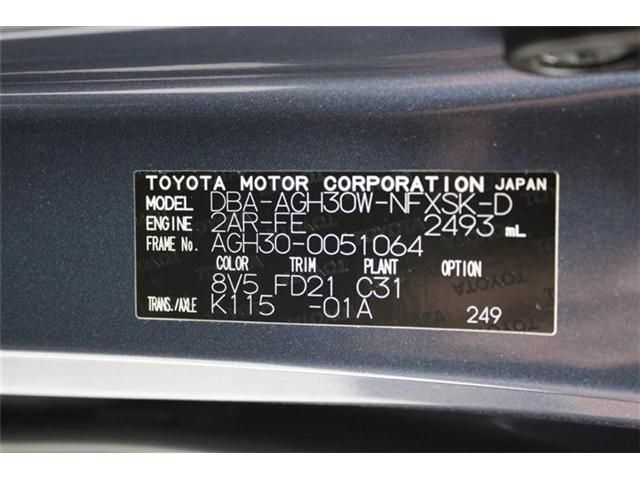 TOYOTA MOTOR CORPORATION JAPAN
MODEL DBA-AGH30W-NFXSK-D
ENGINE 2AR-FE 2493 mL
FRAME No. AGH30-0051064
COLOR TRIM PLANT OPTION
8V5 FD21 C31
TRANS./AXLE K115 -01A 249